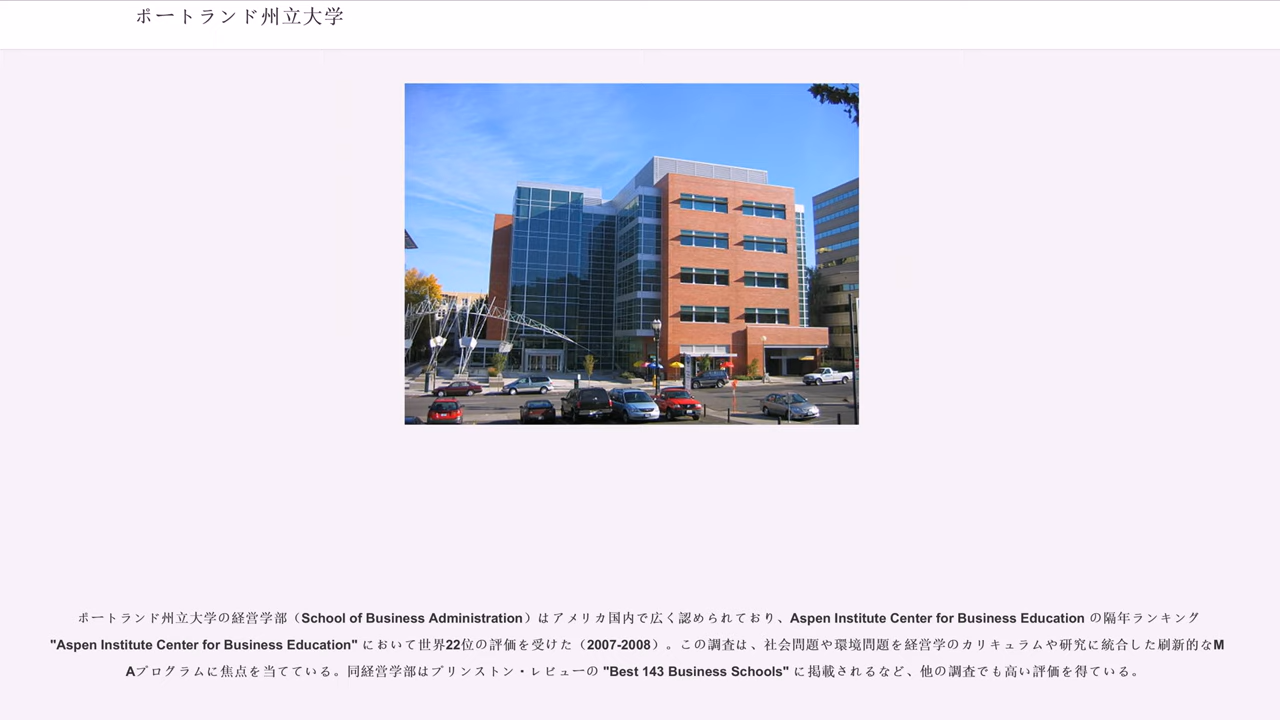 ポートランド州立大学
ポートランド州立大学の経営学部（School of Business Administration）はアメリカ国内で広く認められており、Aspen Institute Center for Business Education の隔年ランキング
"Aspen Institute Center for Business Education" において世界22位の評価を受けた（2007-2008）。この調査は、社会問題や環境問題を経営学のカリキュラムや研究に統合した刷新的なM
Aプログラムに焦点を当てている。同経営学部はプリンストン・レビューの "Best 143 Business Schools" に掲載されるなど、他の調査でも高い評価を得ている。